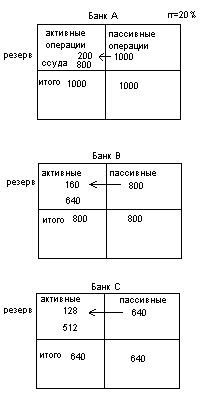 Банк А п=20%
активные операции пассивные операции
резерв 200 1000
ссуда 800
итого 1000 1000
Банк В
активные пассивные
резерв 160 800
640
итого 800 800
Банк С
активные пассивные
резерв 128 640
512
итого 640 640